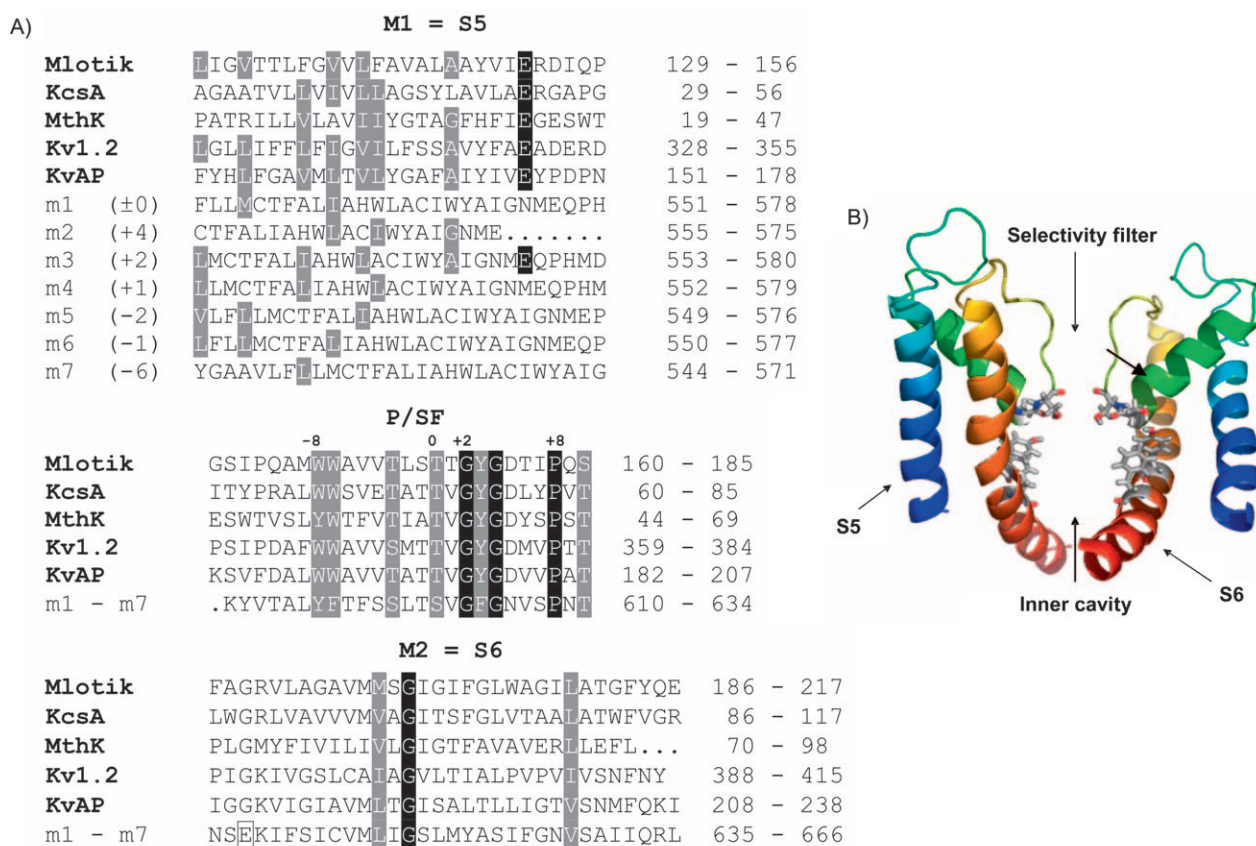 A)
M1 = S5
Mlotik LIGVTTLFGVVLFAVALAAYVIERDIQP 129 - 156
KcsA AGAATVLLVIVLLAGSYLAVLAERGAPG 29 - 56
MthK PATRILLVLAVIIYGTAGFHFIEGESWT 19 - 47
Kv1.2 LGLLIFFLFIGVILFSSAVYFAEADERD 328 - 355
KvAP FYHLFGAVMLTVLYGAFAIYIVEYPDPN 151 - 178
m1 (±0) FLLMCTFALIAHWLACIWYAIGNMEQPH 551 - 578
m2 (+4) CTFALIAHWLACIWYAIGNME....... 555 - 575
m3 (+2) LMCTFALIAHWLACIWYAIGNMEQPHMD 553 - 580
m4 (+1) LLMCTFALIAHWLACIWYAIGNMEQPHM 552 - 579
m5 (-2) VLFLLMCTFALIAHWLACIWYAIGNMEP 549 - 576
m6 (-1) LFLLMCTFALIAHWLACIWYAIGNMEQP 550 - 577
m7 (-6) YGAAVLFLLMCTFALIAHWLACIWYAIG 544 - 571
P/SF
-8 0 +2 +8
Mlotik GSIPQAMWWAVVTLSTTGYGDTIPQS 160 - 185
KcsA ITYPRALWWSVETATTVGYGDLYPVT 60 - 85
MthK ESWTVSLYWTFVTIATVGYGDYSPST 44 - 69
Kv1.2 PSIPDAFWWAVVSMTTVGYGDMVPTT 359 - 384
KvAP KSVFDALWWAVVTATTVGYGDVVPAT 182 - 207
m1 - m7 .KYVTALYFTFSSLTSVGFGNVSPNT 610 - 634
M2 = S6
Mlotik FAGRVLAGAVMMSGIGIFGLWAGILATGFYQE 186 - 217
KcsA LWGRLVAVVVMVAGITSFGLVTAALATWFVGR 86 - 117
MthK PLGMYFIVILIVLGIGTFAVAVERLLEFL... 70 - 98
Kv1.2 PIGKIVGSLCAIAGVLTIALPVPVIVSNFNY 388 - 415
KvAP IGGKVIGIAVMLTGISALTLLIGTVSNMFQKI 208 - 238
m1 - m7 NSEKIFSICVMLIGSLMYASIFGNVSAIIQRL 635 - 666
B)
Selectivity filter
S5
Inner cavity
S6